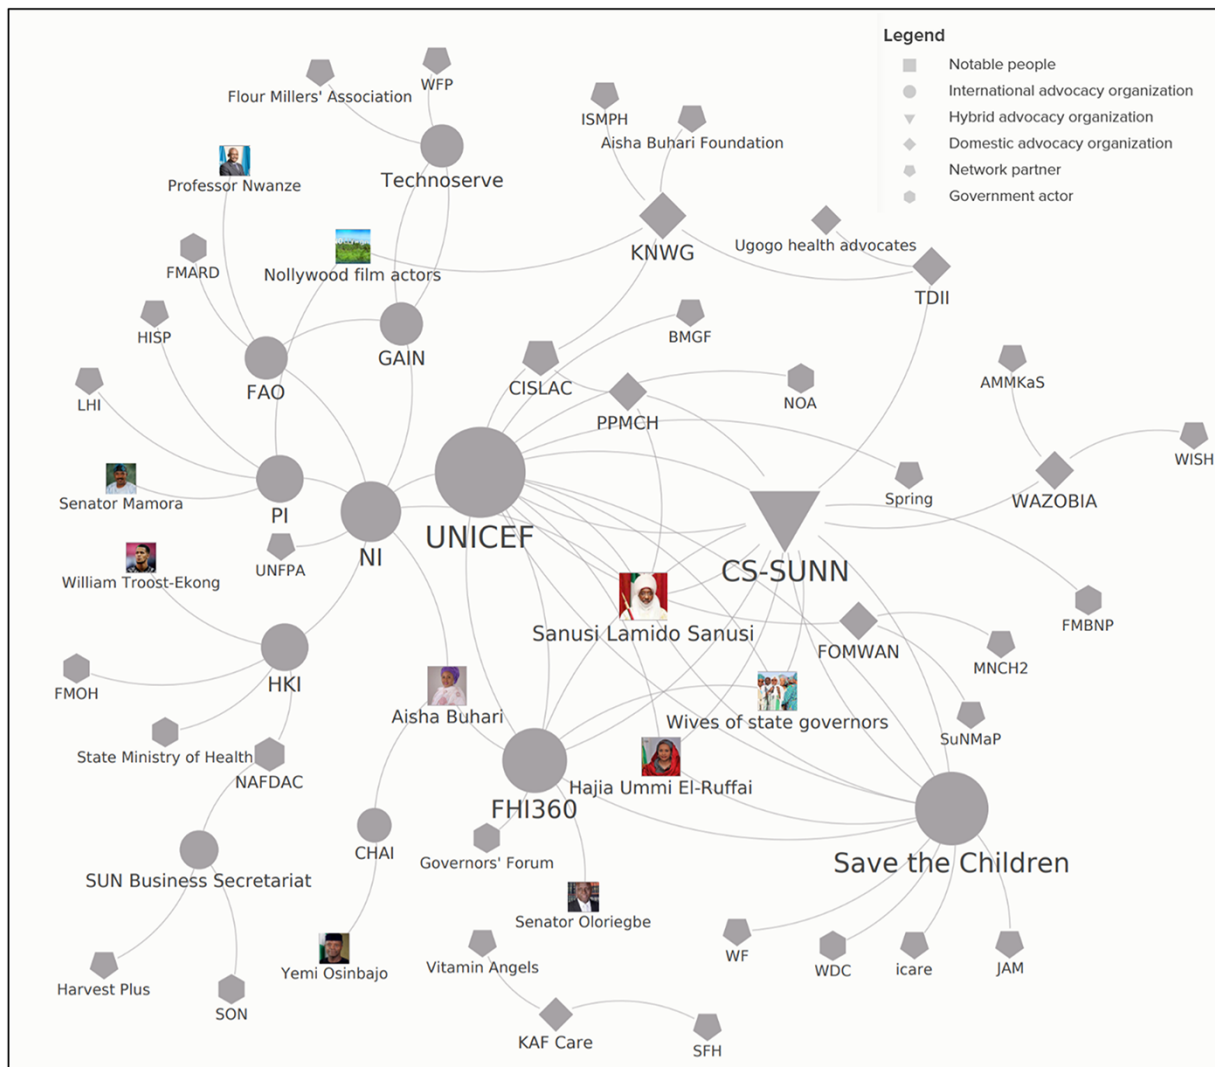 Legend
Notable people
International advocacy organization
Hybrid advocacy organization
Domestic advocacy organization
Network partner
Government actor
WFP
Flour Millers' Association
ISMPH
Aisha Buhari Foundation
Technoserve
Professor Nwanze
Ugogo health advocates
KNWG
FMARD
Nollywood film actors
TDII
HISP
BMGF
GAIN
AMMKaS
FAO
CISLAC
LHI
NOA
PPMCH
WISH
Spring
WAZOBIA
Senator Mamora
PI
UNICEF
NI
UNFPA
CS-SUNN
William Troost-Ekong
FMBNP
Sanusi Lamido Sanusi
FOMWAN
MNCH2
HKI
FMOH
Aisha Buhari
Wives of state governors
SuNMaP
State Ministry of Health
NAFDAC
Hajia Ummi El-Ruffai
FHI360
CHAI
Governors' Forum
Save the Children
SUN Business Secretariat
Senator Oloriegbe
WF
Vitamin Angels
WDC
icare
JAM
Yemi Osinbajo
Harvest Plus
SON
KAF Care
SFH